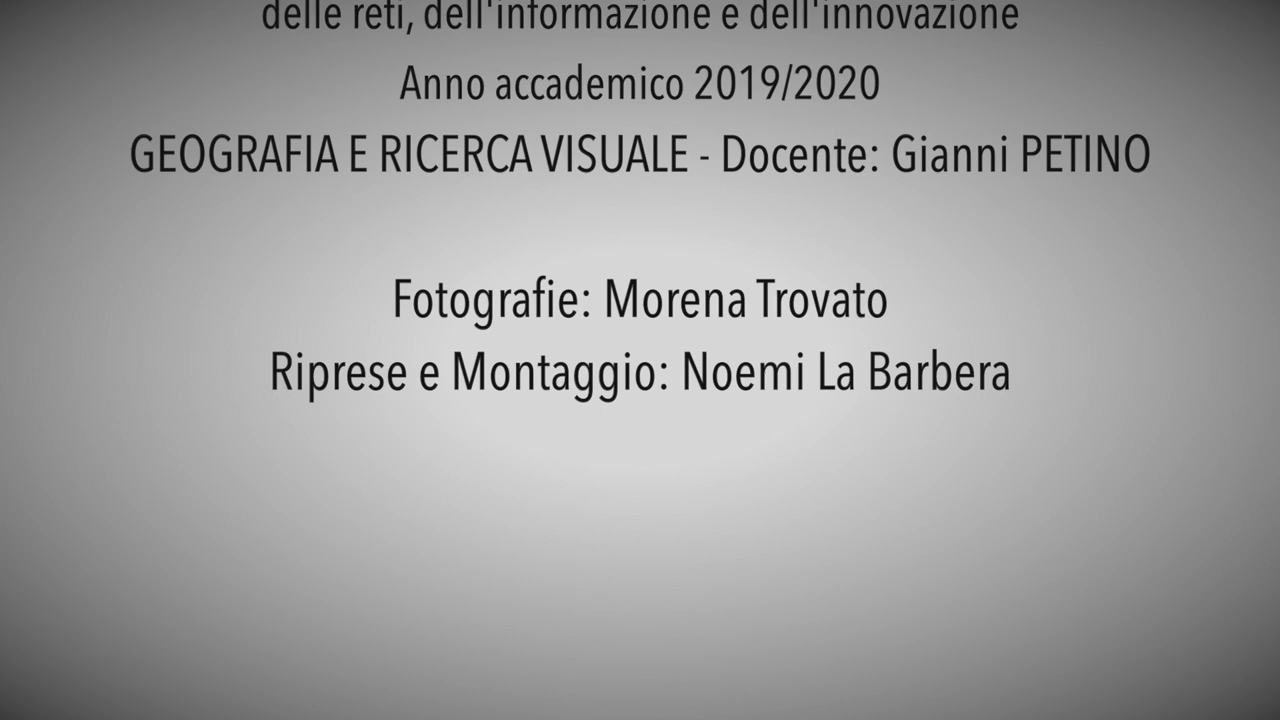 delle reti, dell'informazione e dell'innovazione
Anno accademico 2019/2020
GEOGRAFIA E RICERCA VISUALE - Docente: Gianni PETINO
Fotografie: Morena Trovato
Riprese e Montaggio: Noemi La Barbera